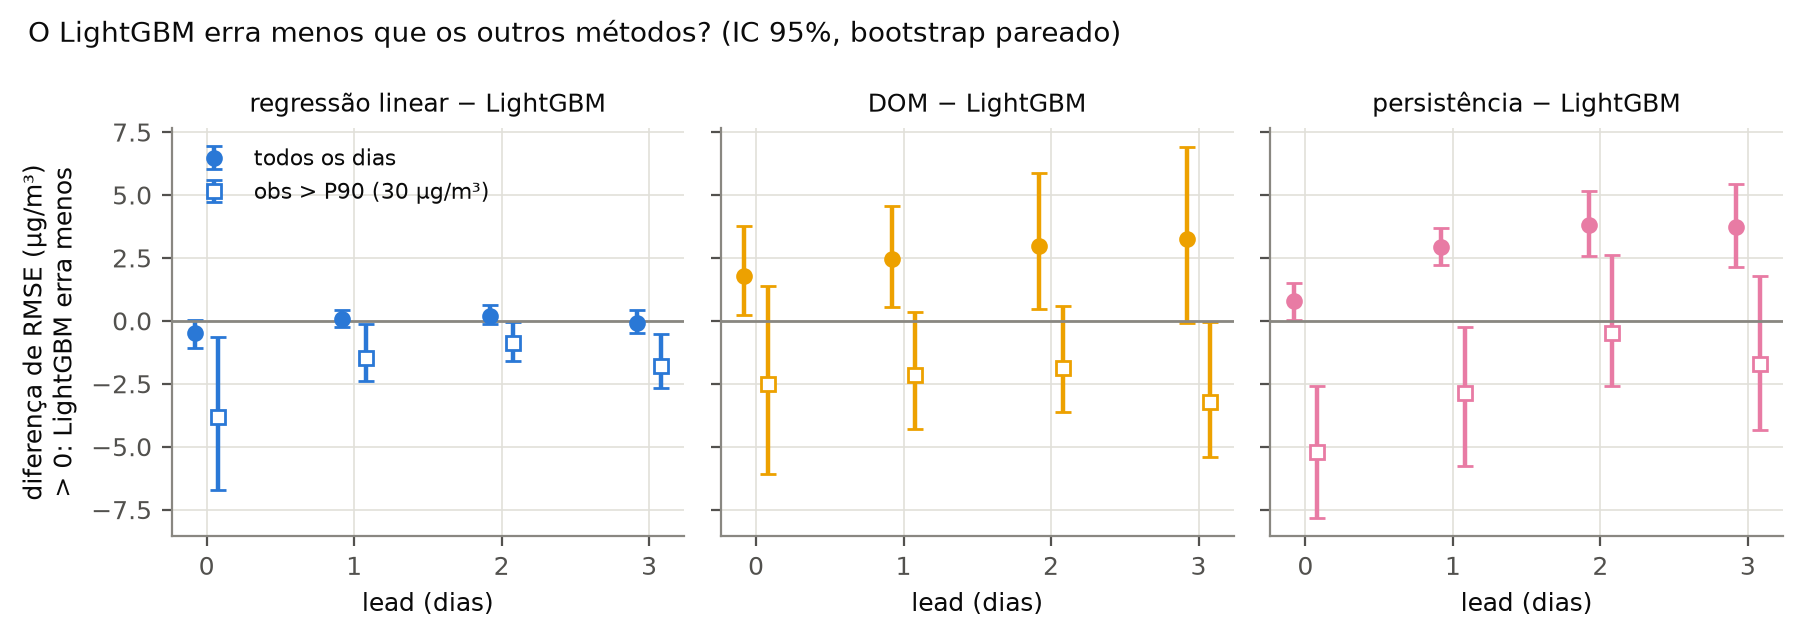 O LightGBM erra menos que os outros métodos? (IC 95%, bootstrap pareado)
regressão linear − LightGBM
DOM − LightGBM
persistência − LightGBM
diferença de RMSE (µg/m³)
> 0: LightGBM erra menos
7.5
5.0
2.5
0.0
−2.5
−5.0
−7.5
todos os dias
obs > P90 (30 µg/m³)
0 1 2 3
0 1 2 3
0 1 2 3
lead (dias)
lead (dias)
lead (dias)